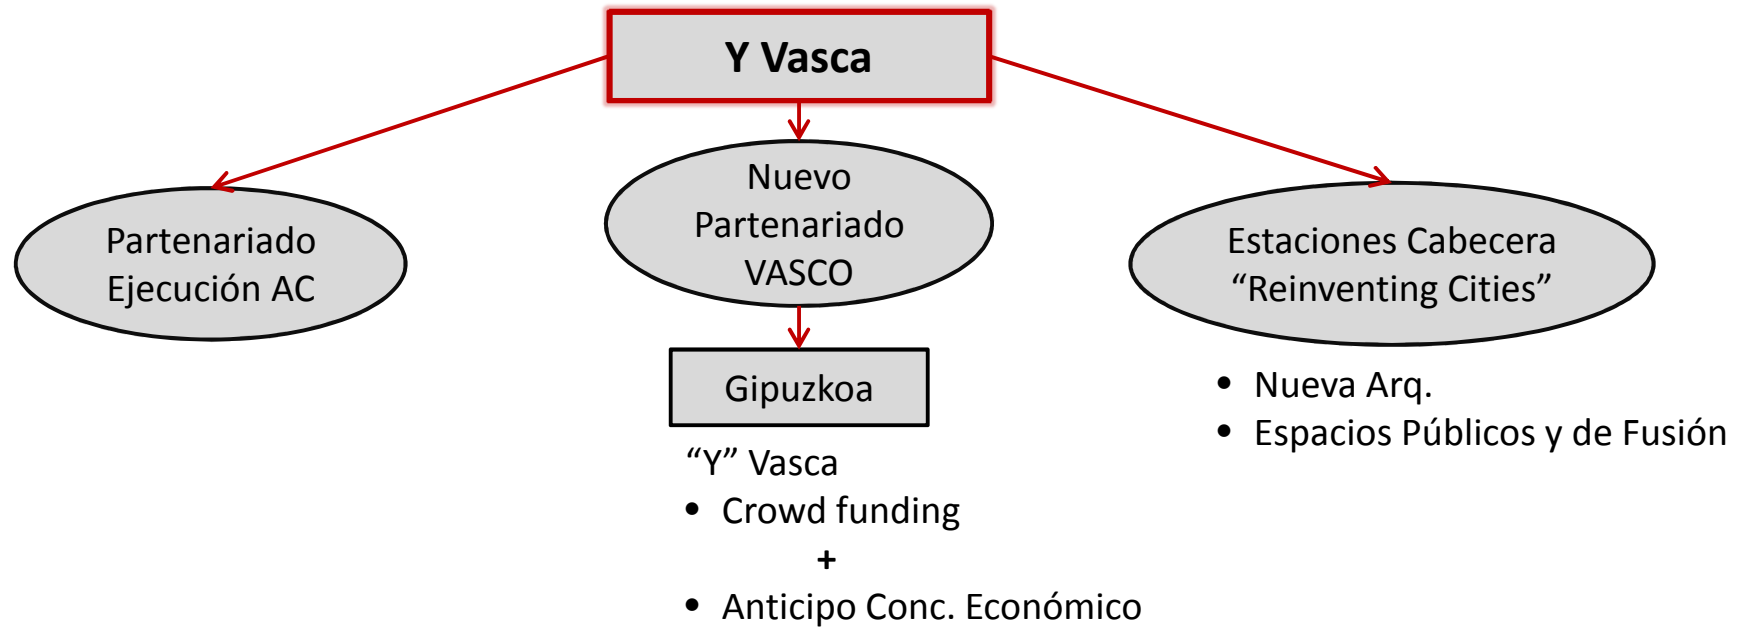 Y Vasca
Partenariado
Ejecución AC
Nuevo
Partenariado
VASCO
Estaciones Cabecera
“Reinventing Cities”
Gipuzkoa
“Y” Vasca
• Crowd funding
+
• Anticipo Conc. Económico
• Nueva Arq.
• Espacios Públicos y de Fusión